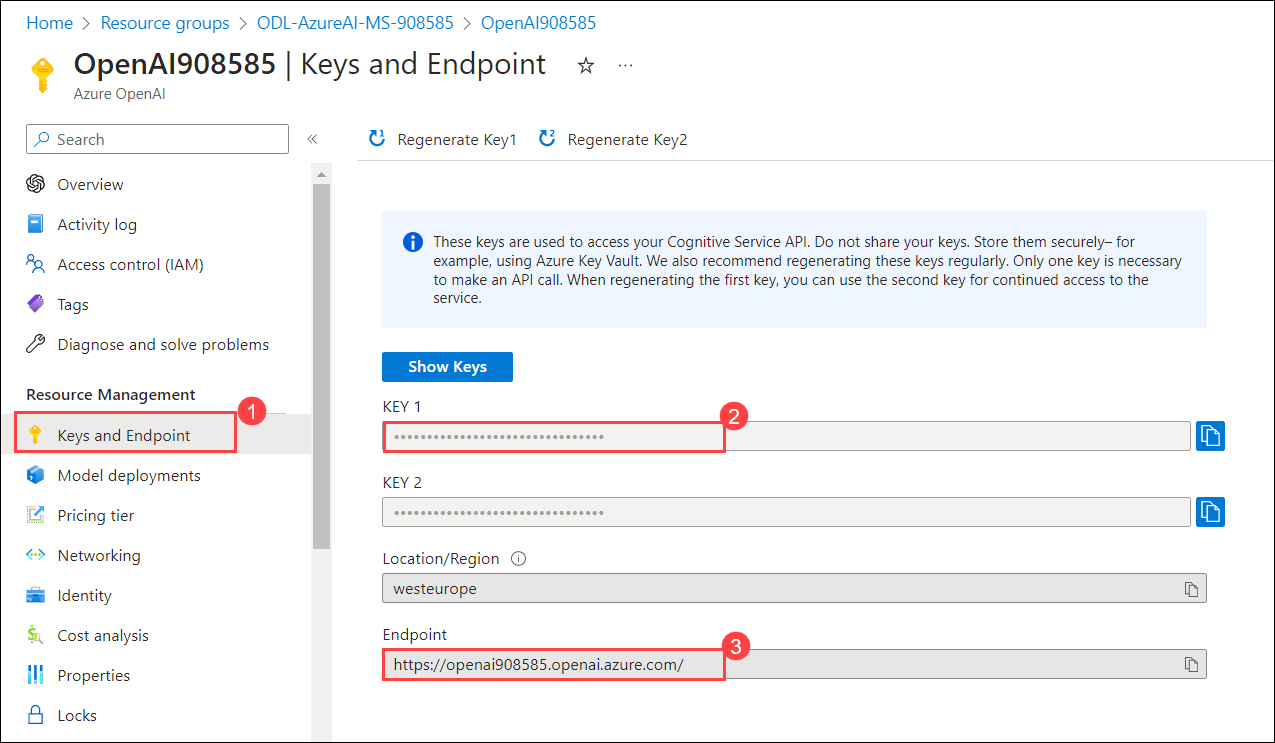 Home > Resource groups > ODL-AzureAI-MS-908585 > OpenAI908585
OpenAI908585 | Keys and Endpoint
Azure OpenAI
Search
Overview
Activity log
Access control (IAM)
Tags
Diagnose and solve problems
Resource Management
Keys and Endpoint
1
Model deployments
Pricing tier
Networking
Identity
Cost analysis
Properties
Locks
Regenerate Key1
Regenerate Key2
These keys are used to access your Cognitive Service API. Do not share your keys. Store them securely– for
example, using Azure Key Vault. We also recommend regenerating these keys regularly. Only one key is necessary
to make an API call. When regenerating the first key, you can use the second key for continued access to the
service.
Show Keys
KEY 1
2
••••••••••••••••••••••••••••••••
KEY 2
••••••••••••••••••••••••••••••••
Location/Region
westeurope
Endpoint
3
https://openai908585.openai.azure.com/